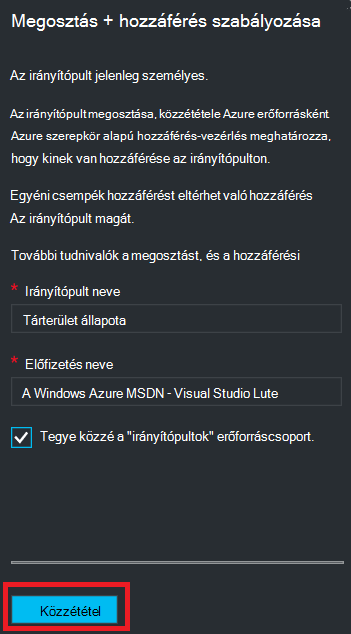 Megosztás + hozzáférés szabályozása
Az irányítópult jelenleg személyes.
Az irányítópult megosztása, közzététele Azure erőforrásként
Azure szerepkör alapú hozzáférés-vezérlés meghatározza,
hogy kinek van hozzáférése az irányítópulton.
Egyéni csempék hozzáférést eltérhet való hozzáférés
Az irányítópult magát.
További tudnivalók a megosztást, és a hozzáférési
* Irányítópult neve
Tárterület állapota
* Előfizetés neve
A Windows Azure MSDN - Visual Studio Lute
Tegye közzé a "irányítópultok" erőforráscsoport.
Közzététel